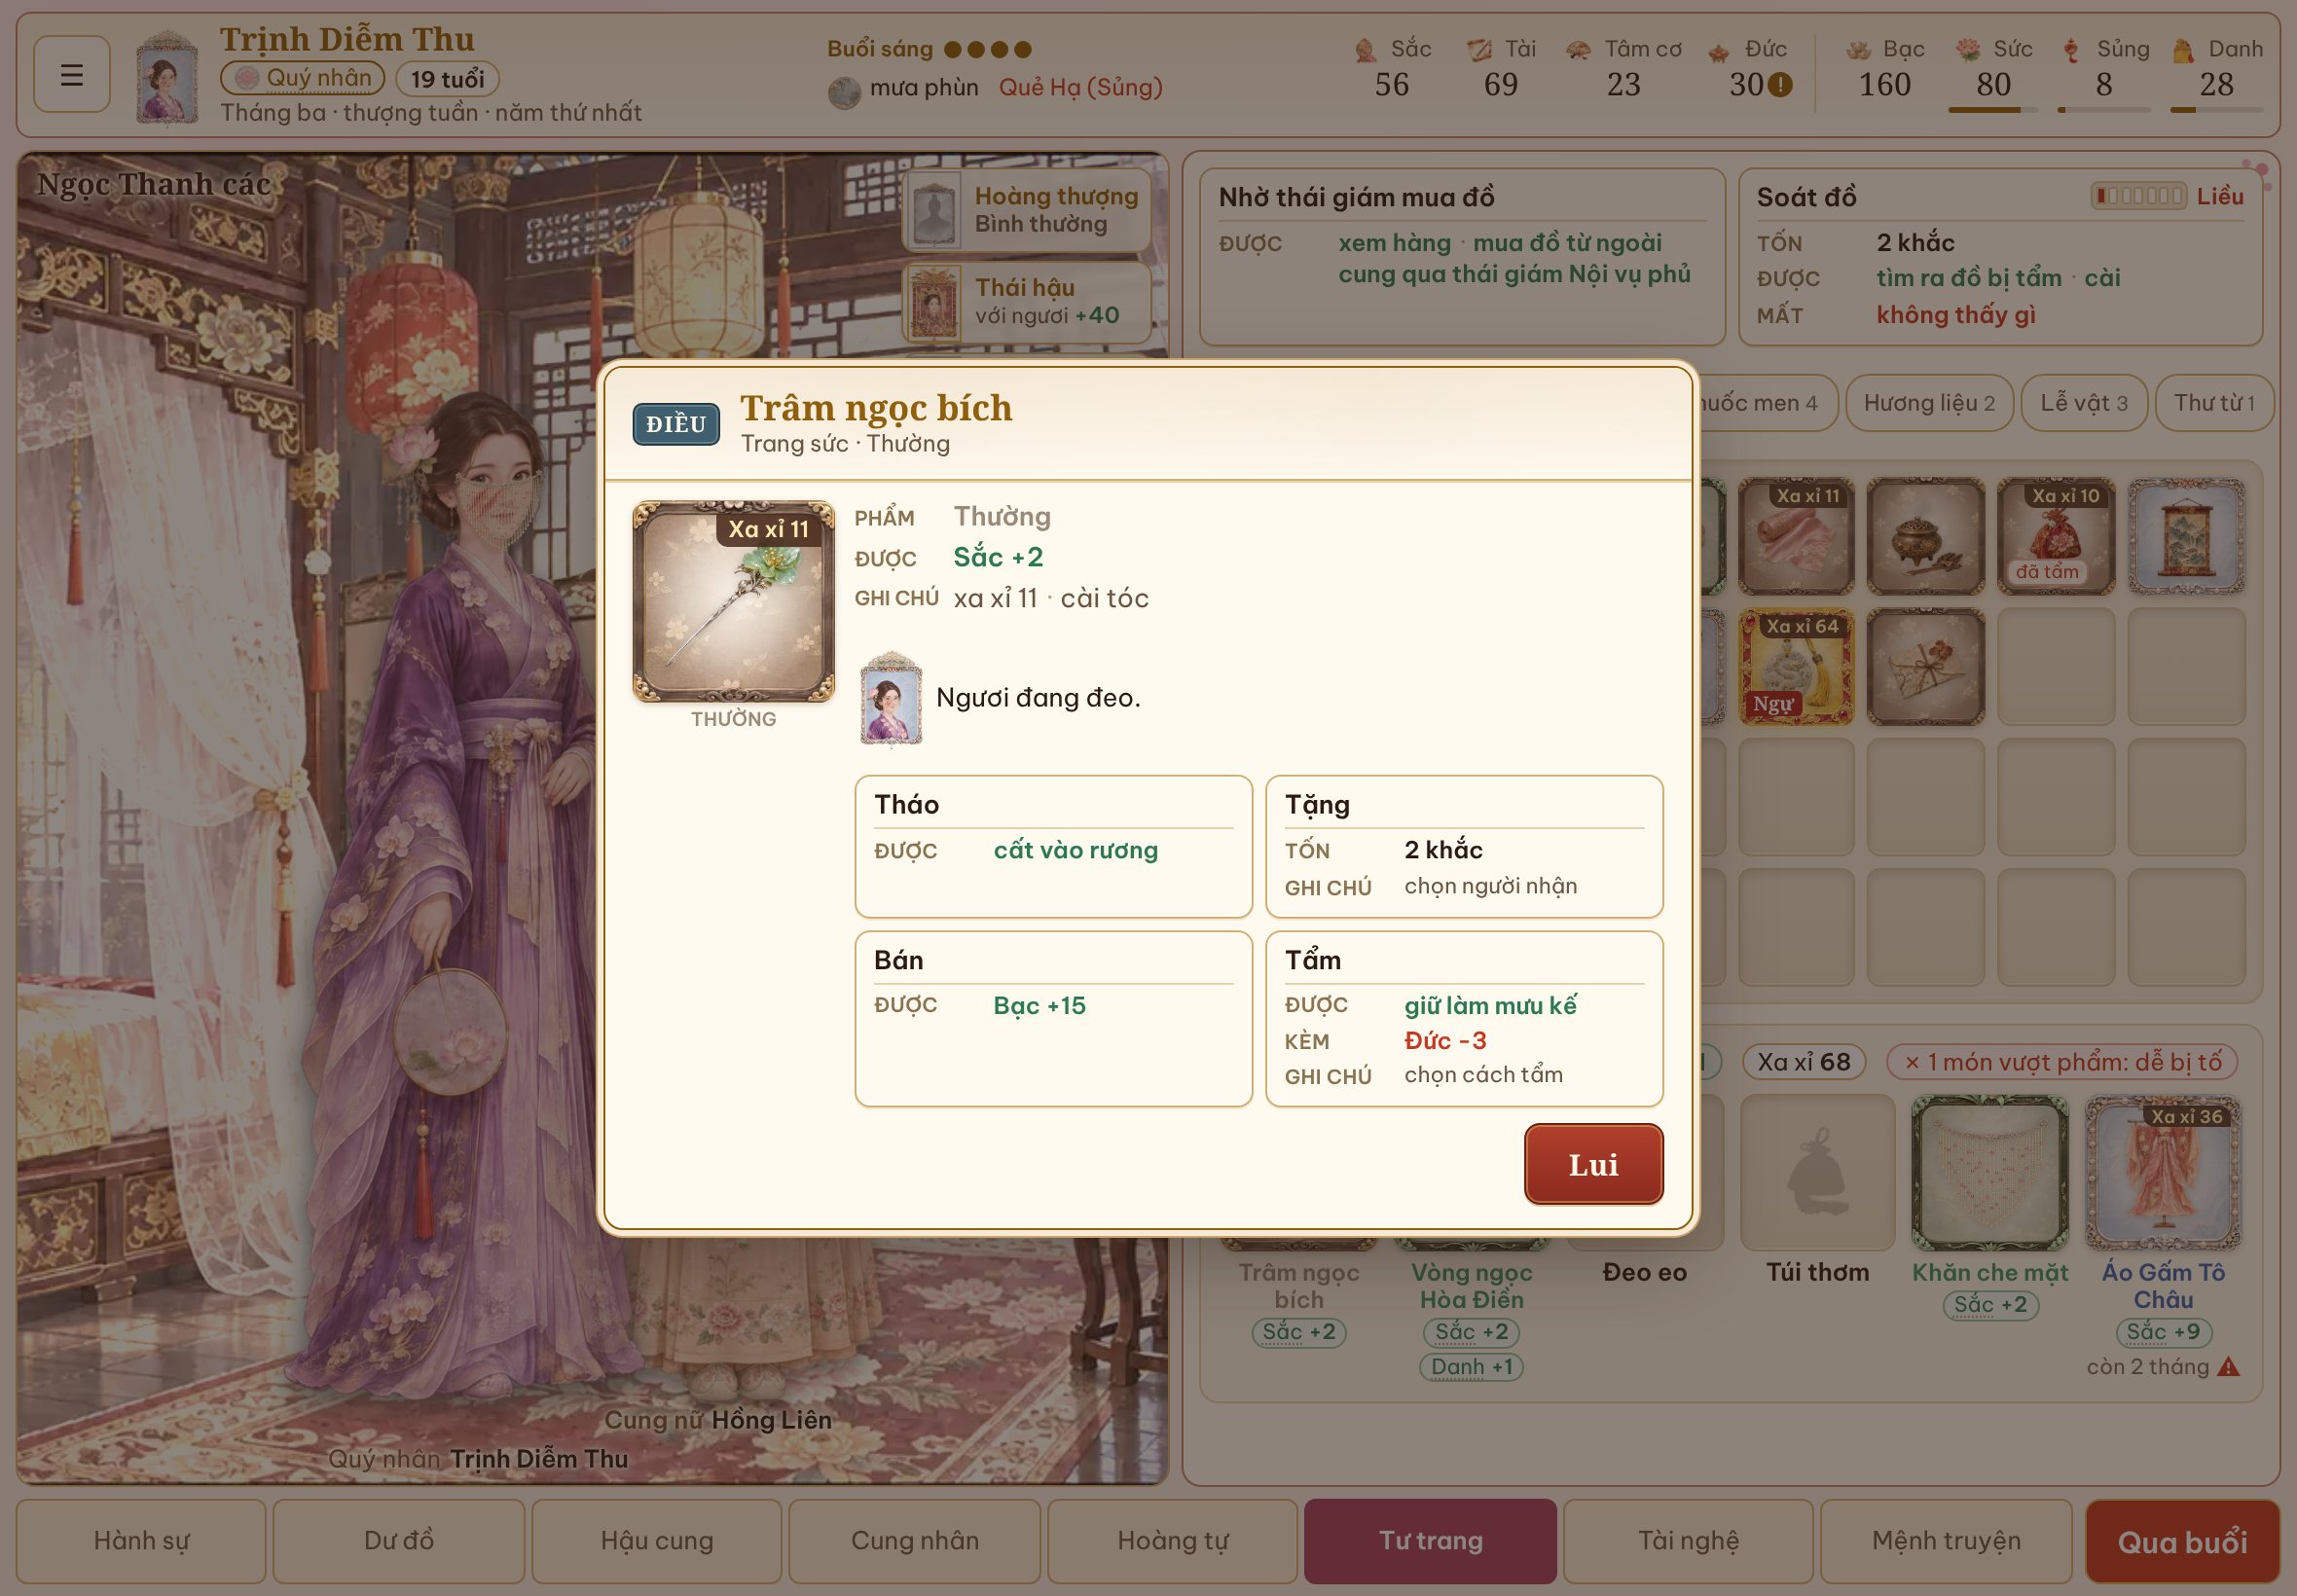 Trịnh Diễm Thu
Quý nhân
19 tuổi
Tháng ba · thượng tuần · năm thứ nhất
Buổi sáng
mưa phùn Quẻ Hạ (Sủng)
Sắc Tài Tâm cơ Đức Bạc Sức Sủng Danh
56 69 23 30 ! 160 80 8 28
Ngọc Thanh các
Hoàng thượng
Bình thường
Thái hậu
với ngươi +40
Nhờ thái giám mua đồ
ĐƯỢC xem hàng · mua đồ từ ngoài
cung qua thái giám Nội vụ phủ
Soát đồ Liều
TỐN 2 khắc
ĐƯỢC tìm ra đồ bị tẩm · cài
MẤT không thấy gì
men 4
Hương liệu 2
Lễ vật 3
Thư từ 1
Xa xỉ 11
Xa xỉ 10
đã tẩm
Xa xỉ 64
Ngự
ĐIỀU
Trâm ngọc bích
Trang sức · Thường
Xa xỉ 11
THƯỜNG
PHẨM Thường
ĐƯỢC Sắc +2
GHI CHÚ xa xỉ 11 · cài tóc
Ngươi đang đeo.
Tháo
ĐƯỢC cất vào rương
Tặng
TỐN 2 khắc
GHI CHÚ chọn người nhận
Bán
ĐƯỢC Bạc +15
Tẩm
ĐƯỢC giữ làm mưu kế
KÈM Đức -3
GHI CHÚ chọn cách tẩm
Lui
Xa xỉ 68
× 1 món vượt phẩm: dễ bị tố
Xa xỉ 36
Trâm ngọc
bích
Sắc +2
Vòng ngọc
Hòa Điền
Sắc +2
Danh +1
Đeo eo
Túi thơm
Khăn che mặt
Sắc +2
Áo Gấm Tô
Châu
Sắc +9
còn 2 tháng
Cung nữ Hồng Liên
Quý nhân Trịnh Diễm Thu
Hành sự
Dư đồ
Hậu cung
Cung nhân
Hoàng tự
Tư trang
Tài nghệ
Mệnh truyện
Qua buổi